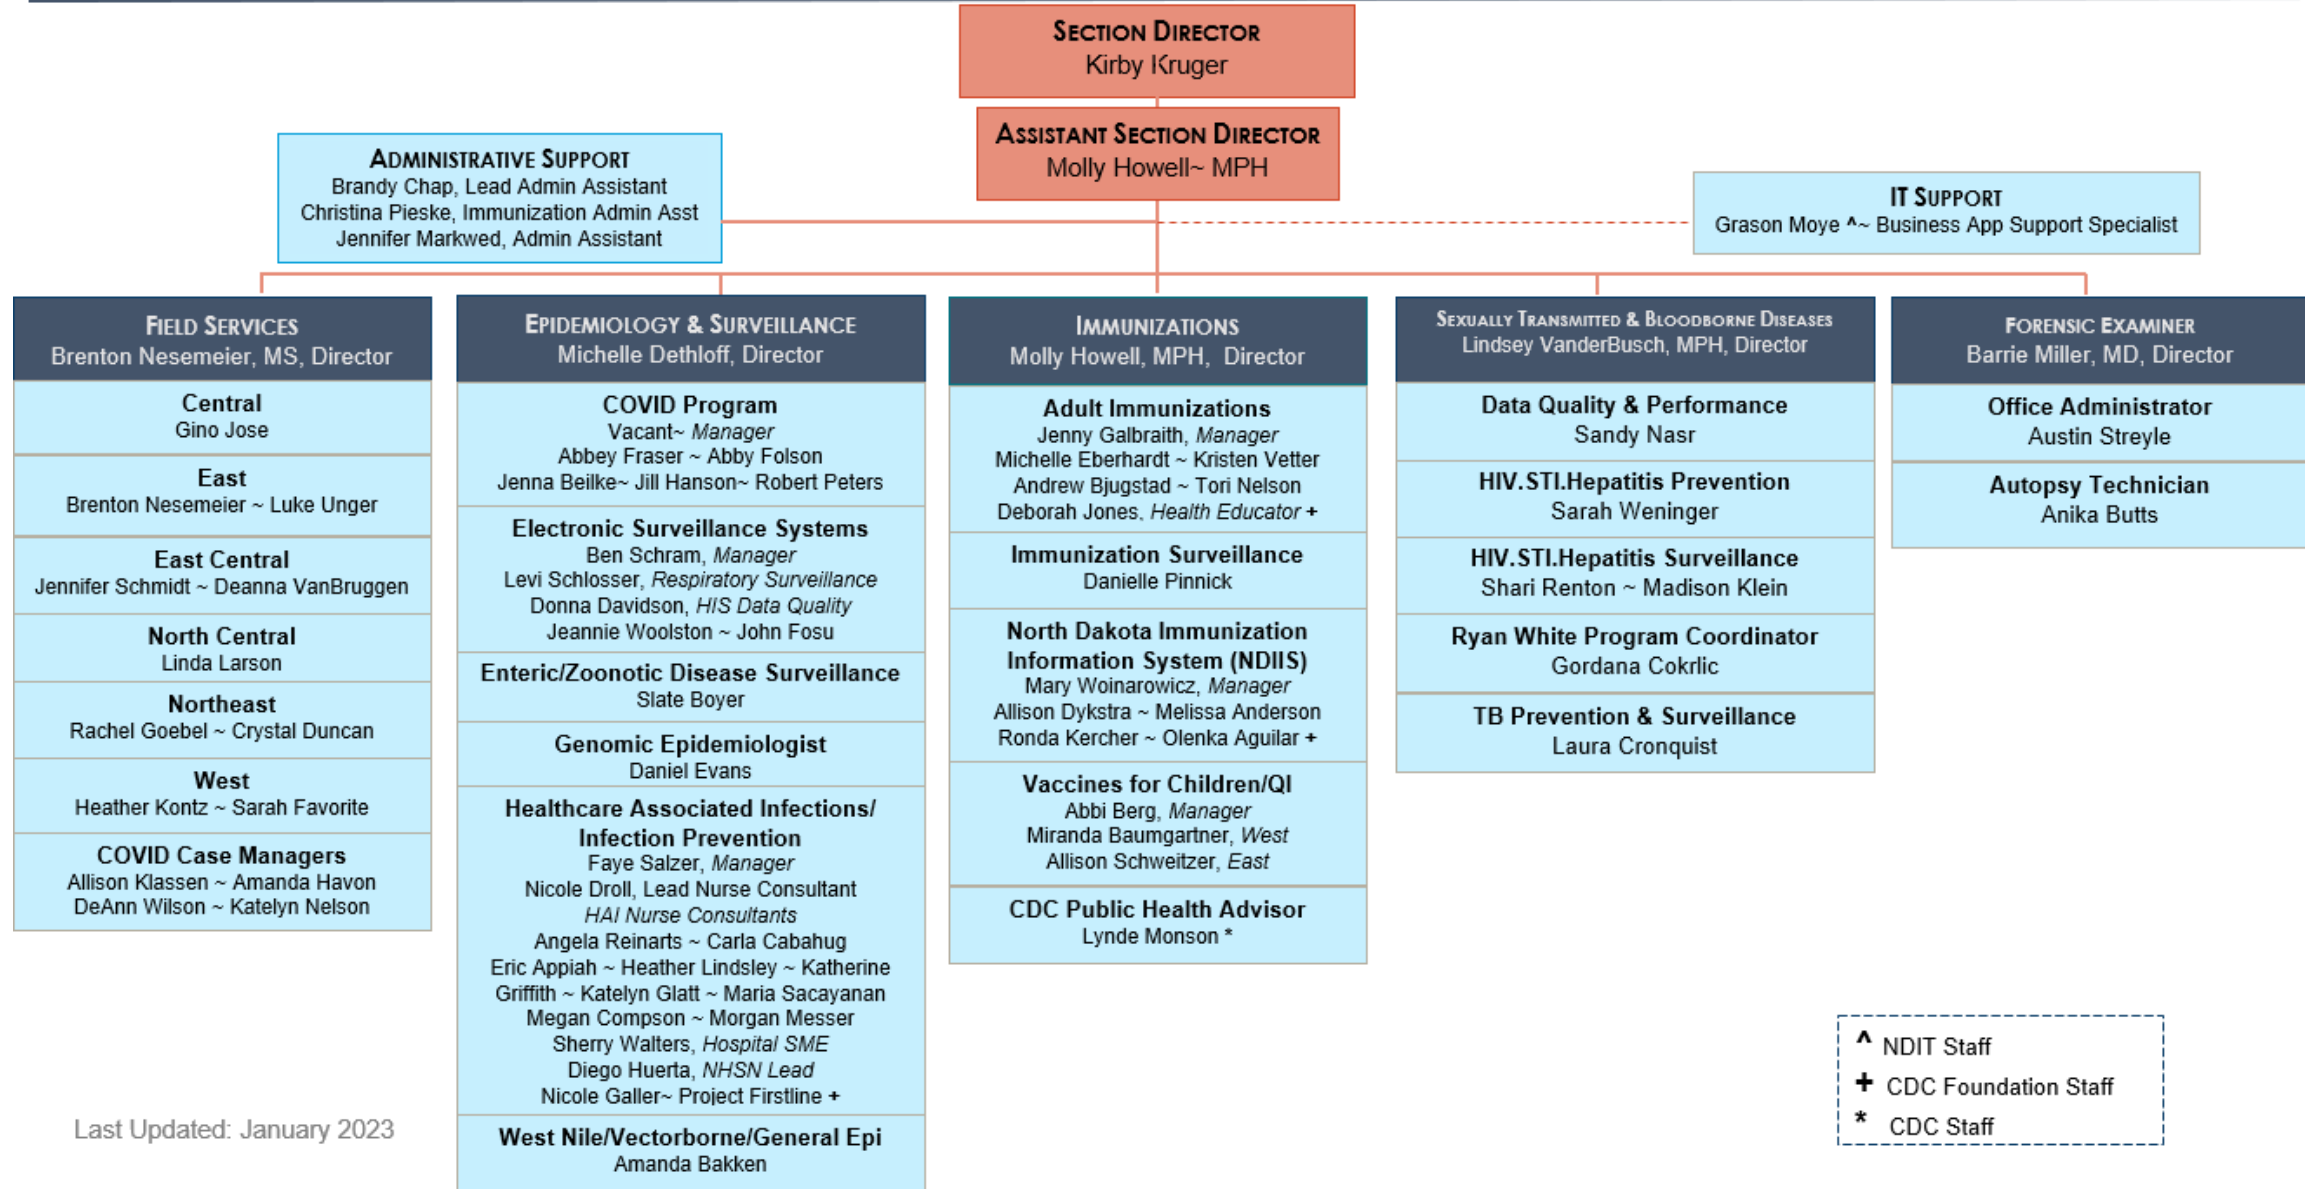 SECTION DIRECTOR
Kirby Kruger
ASSISTANT SECTION DIRECTOR
Molly Howell~ MPH
ADMINISTRATIVE SUPPORT
Brandy Chap, Lead Admin Assistant
Christina Pieske, Immunization Admin Asst
Jennifer Markwed, Admin Assistant
IT SUPPORT
Grason Moye ^~ Business App Support Specialist
FIELD SERVICES
Brenton Nesemeier, MS, Director
Central
Gino Jose
East
Brenton Nesemeier ~ Luke Unger
East Central
Jennifer Schmidt ~ Deanna VanBruggen
North Central
Linda Larson
Northeast
Rachel Goebel ~ Crystal Duncan
West
Heather Kontz ~ Sarah Favorite
COVID Case Managers
Allison Klassen ~ Amanda Havon
DeAnn Wilson ~ Katelyn Nelson
EPIDEMIOLOGY & SURVEILLANCE
Michelle Dethloff, Director
COVID Program
Vacant~ Manager
Abbey Fraser ~ Abby Folson
Jenna Beilke~ Jill Hanson~ Robert Peters
Electronic Surveillance Systems
Ben Schram, Manager
Levi Schlosser, Respiratory Surveillance
Donna Davidson, HIS Data Quality
Jeannie Woolston ~ John Fosu
Enteric/Zoonotic Disease Surveillance
Slate Boyer
Genomic Epidemiologist
Daniel Evans
Healthcare Associated Infections/
Infection Prevention
Faye Salzer, Manager
Nicole Droll, Lead Nurse Consultant
HAI Nurse Consultants
Angela Reinarts ~ Carla Cabahug
Eric Appiah ~ Heather Lindsley ~ Katherine
Griffith ~ Katelyn Glatt ~ Maria Sacayanan
Megan Compson ~ Morgan Messer
Sherry Walters, Hospital SME
Diego Huerta, NHSN Lead
Nicole Galler~ Project Firstline +
West Nile/Vectorborne/General Epi
Amanda Bakken
IMMUNIZATIONS
Molly Howell, MPH, Director
Adult Immunizations
Jenny Galbraith, Manager
Michelle Eberhardt ~ Kristen Vetter
Andrew Bjugstad ~ Tori Nelson
Deborah Jones, Health Educator +
Immunization Surveillance
Danielle Pinnick
North Dakota Immunization
Information System (NDIIS)
Mary Woinarowicz, Manager
Allison Dykstra ~ Melissa Anderson
Ronda Kercher ~ Olenka Aguilar +
Vaccines for Children/QI
Abbi Berg, Manager
Miranda Baumgartner, West
Allison Schweitzer, East
CDC Public Health Advisor
Lynde Monson *
SEXUALLY TRANSMITTED & BLOODBORNE DISEASES
Lindsey VanderBusch, MPH, Director
Data Quality & Performance
Sandy Nasr
HIV.STI.Hepatitis Prevention
Sarah Weninger
HIV.STI.Hepatitis Surveillance
Shari Renton ~ Madison Klein
Ryan White Program Coordinator
Gordana Cokrlic
TB Prevention & Surveillance
Laura Cronquist
FORENSIC EXAMINER
Barrie Miller, MD, Director
Office Administrator
Austin Streyle
Autopsy Technician
Anika Butts
^ NDIT Staff
+ CDC Foundation Staff
* CDC Staff
Last Updated: January 2023